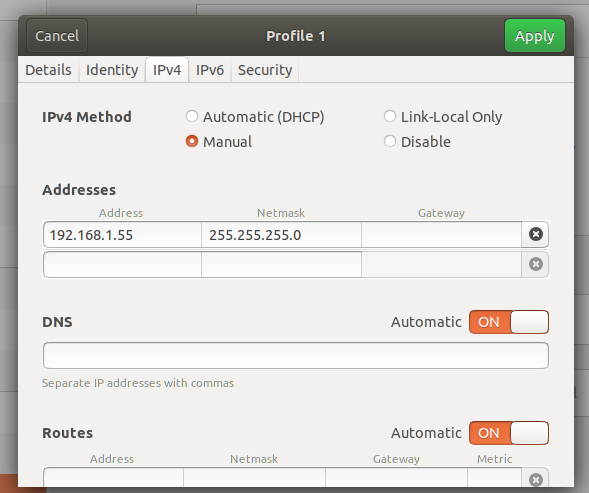 Cancel Profile 1 Apply
Details Identity IPv4 IPv6 Security
IPv4 Method Automatic (DHCP) Link-Local Only
Manual Disable
Addresses
Address Netmask Gateway
192.168.1.55 255.255.255.0
DNS Automatic ON
Separate IP addresses with commas
Routes Automatic ON
Address Netmask Gateway Metric